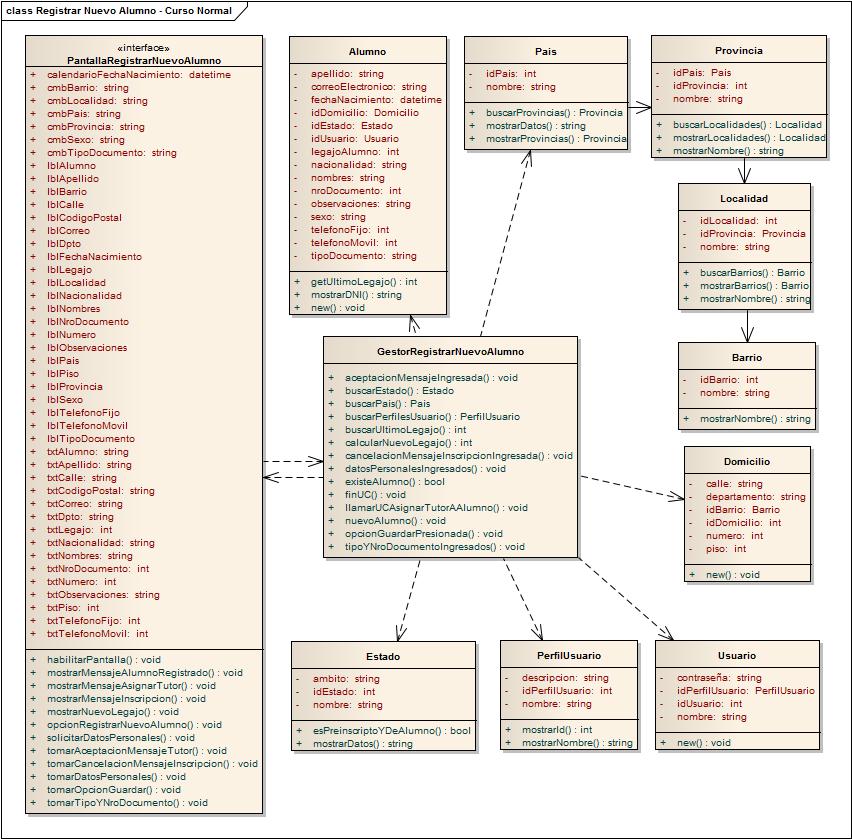 class Registrar Nuevo Alumno - Curso Normal
«interface»
PantallaRegistrarNuevoAlumno
+ calendarioFechaNacimiento: datetime
+ cmbBarrio: string
+ cmbLocalidad: string
+ cmbPais: string
+ cmbProvincia: string
+ cmbSexo: string
+ cmbTipoDocumento: string
+ lblAlumno
+ lblApellido
+ lblBarrio
+ lblCalle
+ lblCodigoPostal
+ lblCorreo
+ lblDpto
+ lblFechaNacimiento
+ lblLegajo
+ lblLocalidad
+ lblNacionalidad
+ lblNombres
+ lblNroDocumento
+ lblNumero
+ lblObservaciones
+ lblPais
+ lblPiso
+ lblProvincia
+ lblSexo
+ lblTelefonoFijo
+ lblTelefonoMovil
+ lblTipoDocumento
+ txtAlumno: string
+ txtApellido: string
+ txtCalle: string
+ txtCodigoPostal: string
+ txtCorreo: string
+ txtDpto: string
+ txtLegajo: int
+ txtNacionalidad: string
+ txtNombres: string
+ txtNroDocumento: int
+ txtNumero: int
+ txtObservaciones: string
+ txtPiso: int
+ txtTelefonoFijo: int
+ txtTelefonoMovil: int
+ habilitarPantalla() : void
+ mostrarMensajeAlumnoRegistrado() : void
+ mostrarMensajeAsignarTutor() : void
+ mostrarMensajeInscripcion() : void
+ mostrarNuevoLegajo() : void
+ opcionRegistrarNuevoAlumno() : void
+ solicitarDatosPersonales() : void
+ tomarAceptacionMensajeTutor() : void
+ tomarCancelacionMensajeInscripcion() : void
+ tomarDatosPersonales() : void
+ tomarOpcionGuardar() : void
+ tomarTipoYNroDocumento() : void
Alumno
- apellido: string
- correoElectronico: string
- fechaNacimiento: datetime
- idDomicilio: Domicilio
- idEstado: Estado
- idUsuario: Usuario
- legajoAlumno: int
- nacionalidad: string
- nombres: string
- nroDocumento: int
- observaciones: string
- sexo: string
- telefonoFijo: int
- telefonoMovil: int
- tipoDocumento: string
+ getUltimoLegajo() : int
+ mostrarDNI() : string
+ new() : void
Pais
- idPais: int
- nombre: string
+ buscarProvincias() : Provincia
+ mostrarDatos() : string
+ mostrarProvincias() : Provincia
Provincia
- idPais: Pais
- idProvincia: int
- nombre: string
+ buscarLocalidades() : Localidad
+ mostrarLocalidades() : Localidad
+ mostrarNombre() : string
Localidad
- idLocalidad: int
- idProvincia: Provincia
- nombre: string
+ buscarBarrios() : Barrio
+ mostrarBarrios() : Barrio
+ mostrarNombre() : string
GestorRegistrarNuevoAlumno
+ aceptacionMensajeIngresada() : void
+ buscarEstado() : Estado
+ buscarPais() : Pais
+ buscarPerfilesUsuario() : PerfilUsuario
+ buscarUltimoLegajo() : int
+ calcularNuevoLegajo() : int
+ cancelacionMensajeInscripcionIngresada() : void
+ datosPersonalesIngresados() : void
+ existeAlumno() : bool
+ finUC() : void
+ llamarUCAsignarTutorAAlumno() : void
+ nuevoAlumno() : void
+ opcionGuardarPresionada() : void
+ tipoYNroDocumentoIngresados() : void
Barrio
- idBarrio: int
- nombre: string
+ mostrarNombre() : string
Domicilio
- calle: string
- departamento: string
- idBarrio: Barrio
- idDomicilio: int
- numero: int
- piso: int
+ new() : void
Estado
- ambito: string
- idEstado: int
- nombre: string
+ esPreinscriptoYDeAlumno() : bool
+ mostrarDatos() : string
PerfilUsuario
- descripcion: string
- idPerfilUsuario: int
- nombre: string
+ mostrarId() : int
+ mostrarNombre() : string
Usuario
- contraseña: string
- idPerfilUsuario: PerfilUsuario
- idUsuario: int
- nombre: string
+ new() : void